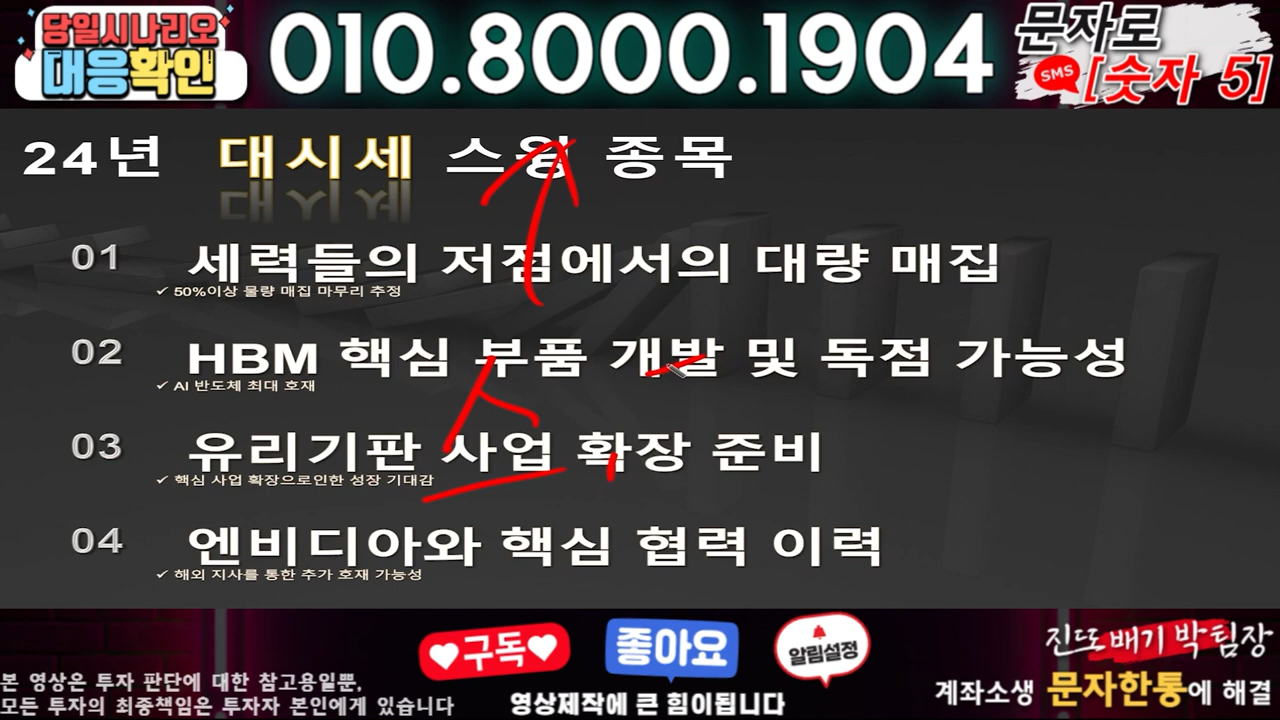 당일시나리오
대응확인
010.8000.1904
문자로
SMS [숫자 5]
24년 대시세 스윙 종목
01 세력들의 저점에서의 대량 매집
✓ 50%이상 물량 매집 마무리 추정
02 HBM 핵심 부품 개발 및 독점 가능성
✓ AI 반도체 최대 호재
03 유리기판 사업 확장 준비
✓ 핵심 사업 확장으로인한 성장 기대감
04 엔비디아와 핵심 협력 이력
✓ 해외 지사를 통한 추가 호재 가능성
구독
좋아요
알림설정
영상제작에 큰 힘이됩니다
본 영상은 투자 판단에 대한 참고용일뿐,
모든 투자의 최종책임은 투자자 본인에게 있습니다
진또배기 박팀장
계좌소생 문자한통에 해결